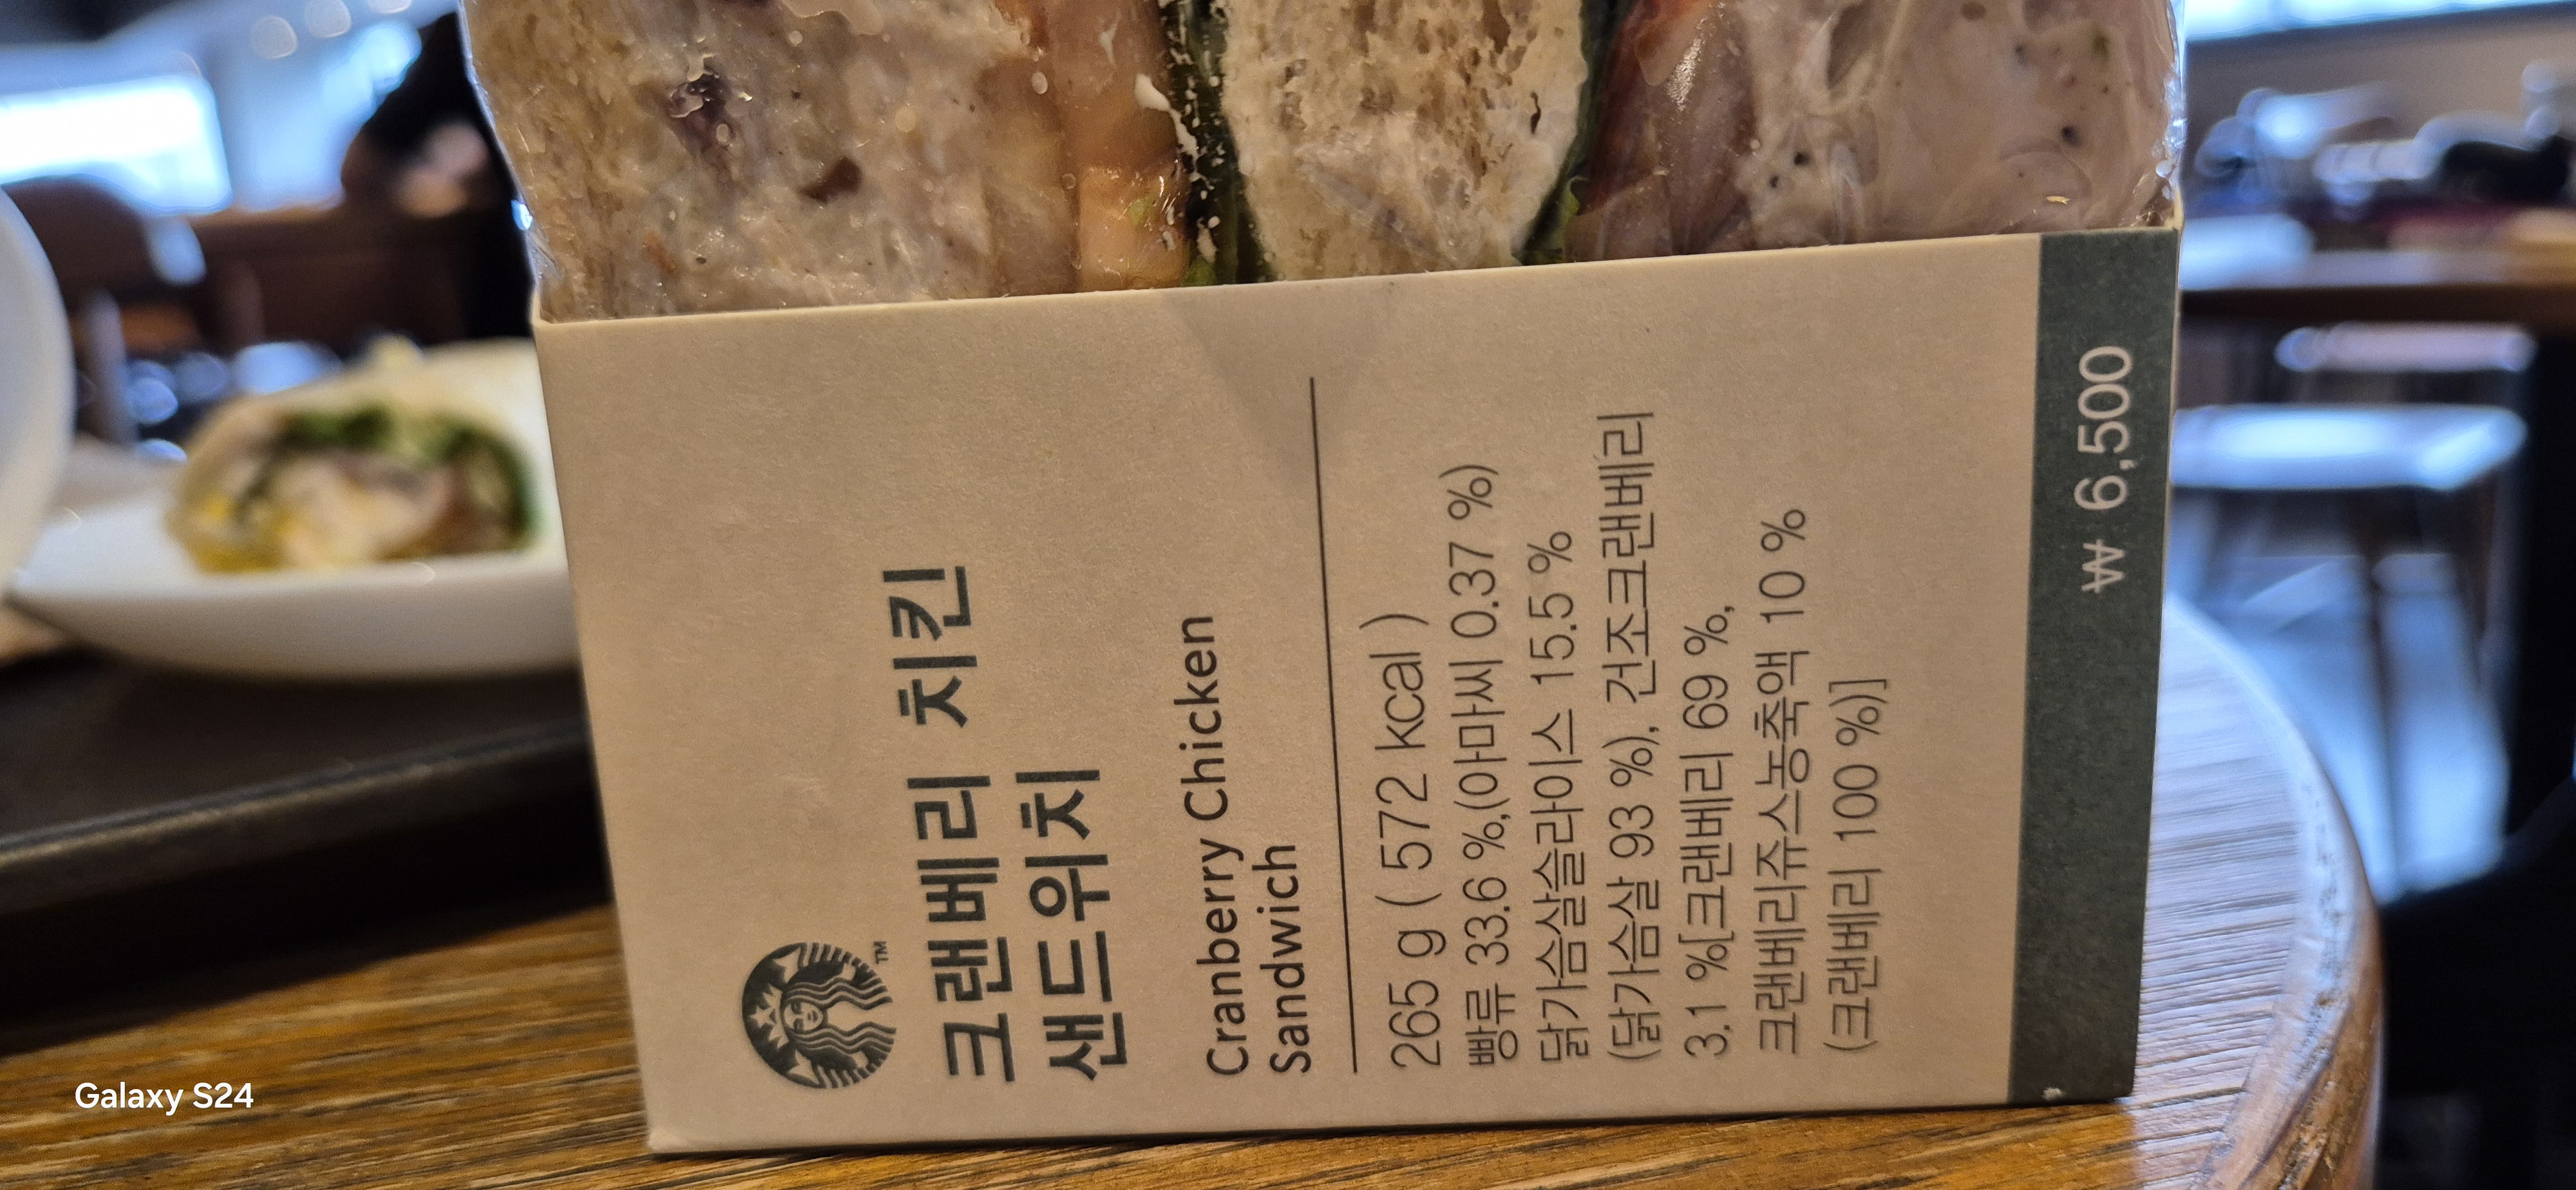 크랜베리 치킨
샌드위치
Cranberry Chicken
Sandwich
265 g ( 572 kcal )
빵류 33.6 %,(아마씨 0.37 %)
닭가슴살슬라이스 15.5 %
(닭가슴살 93 %), 건조크랜베리
3.1 %[크랜베리 69 %,
크랜베리쥬스농축액 10 %
(크랜베리 100 %)]
₩ 6,500
TM
Galaxy S24